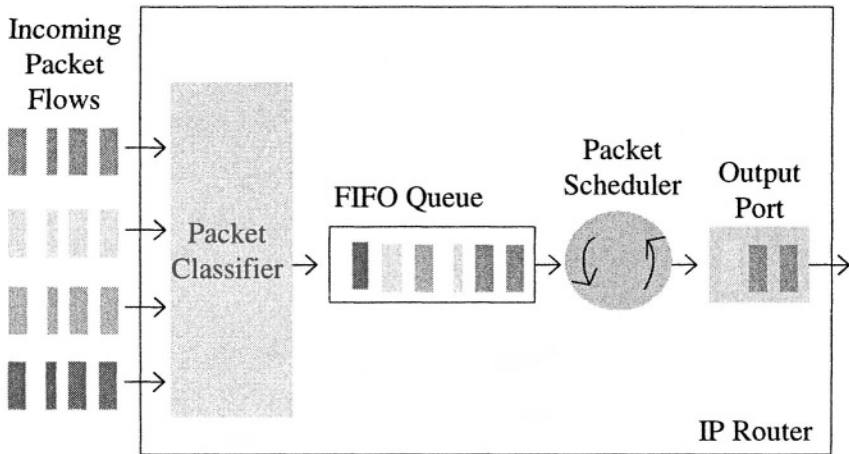 Incoming
Packet
Flows
Packet
Classifier
FIFO Queue
Packet
Scheduler
Output
Port
IP Router